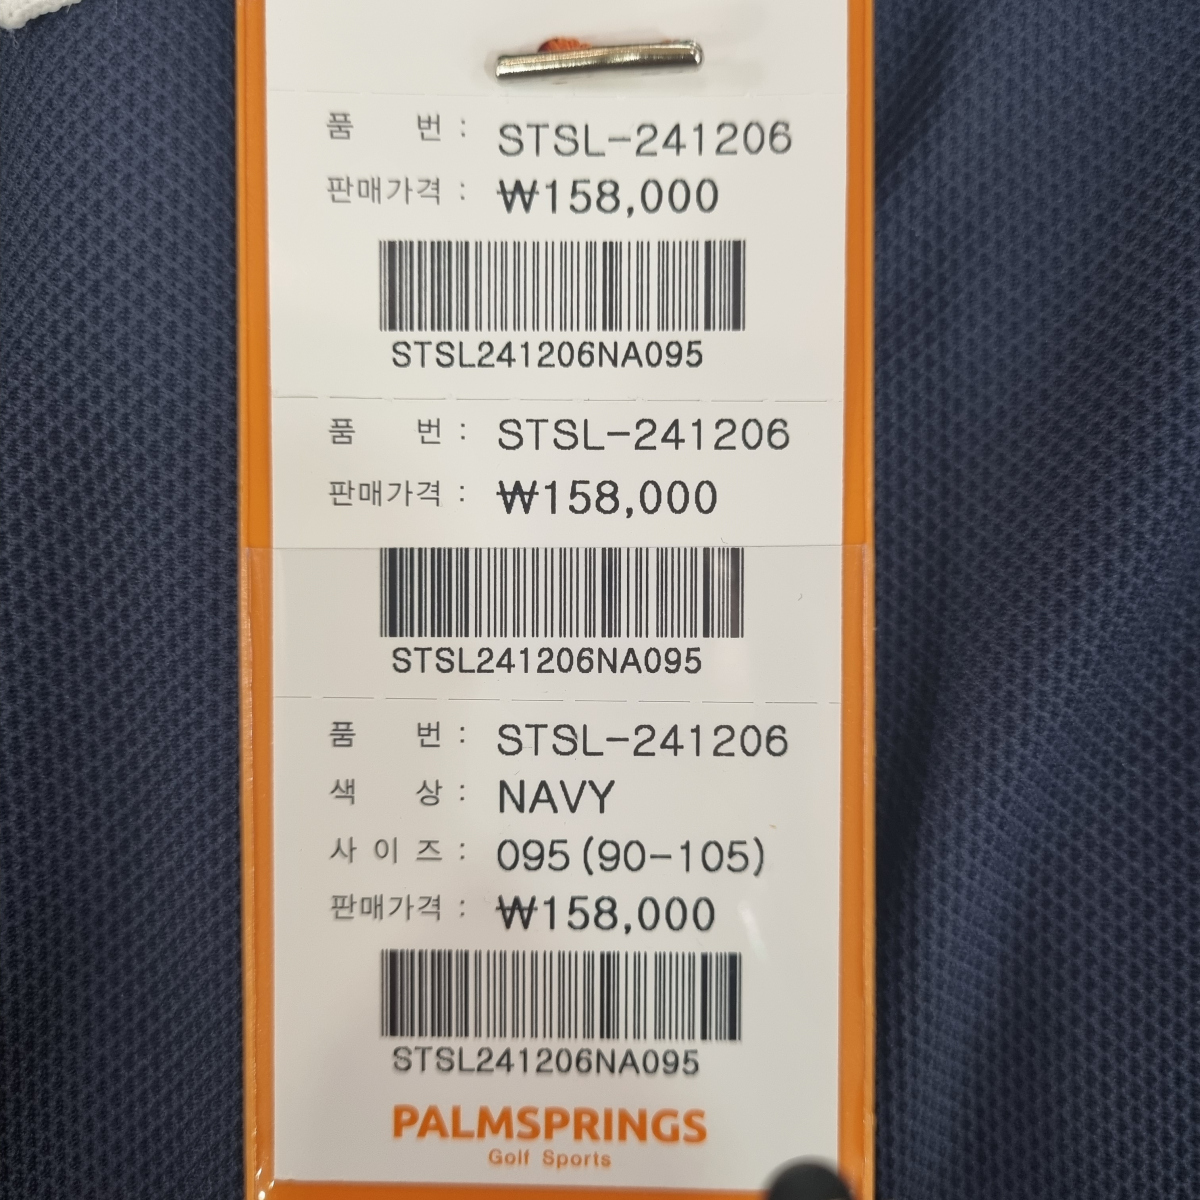 품 번 : STSL-241206
판매가격 : ₩158,000
STSL241206NA095
품 번 : STSL-241206
판매가격 : ₩158,000
STSL241206NA095
품 번 : STSL-241206
색 상 : NAVY
사 이 즈 : 095 (90-105)
판매가격 : ₩158,000
STSL241206NA095
PALMSPRINGS
Golf Sports